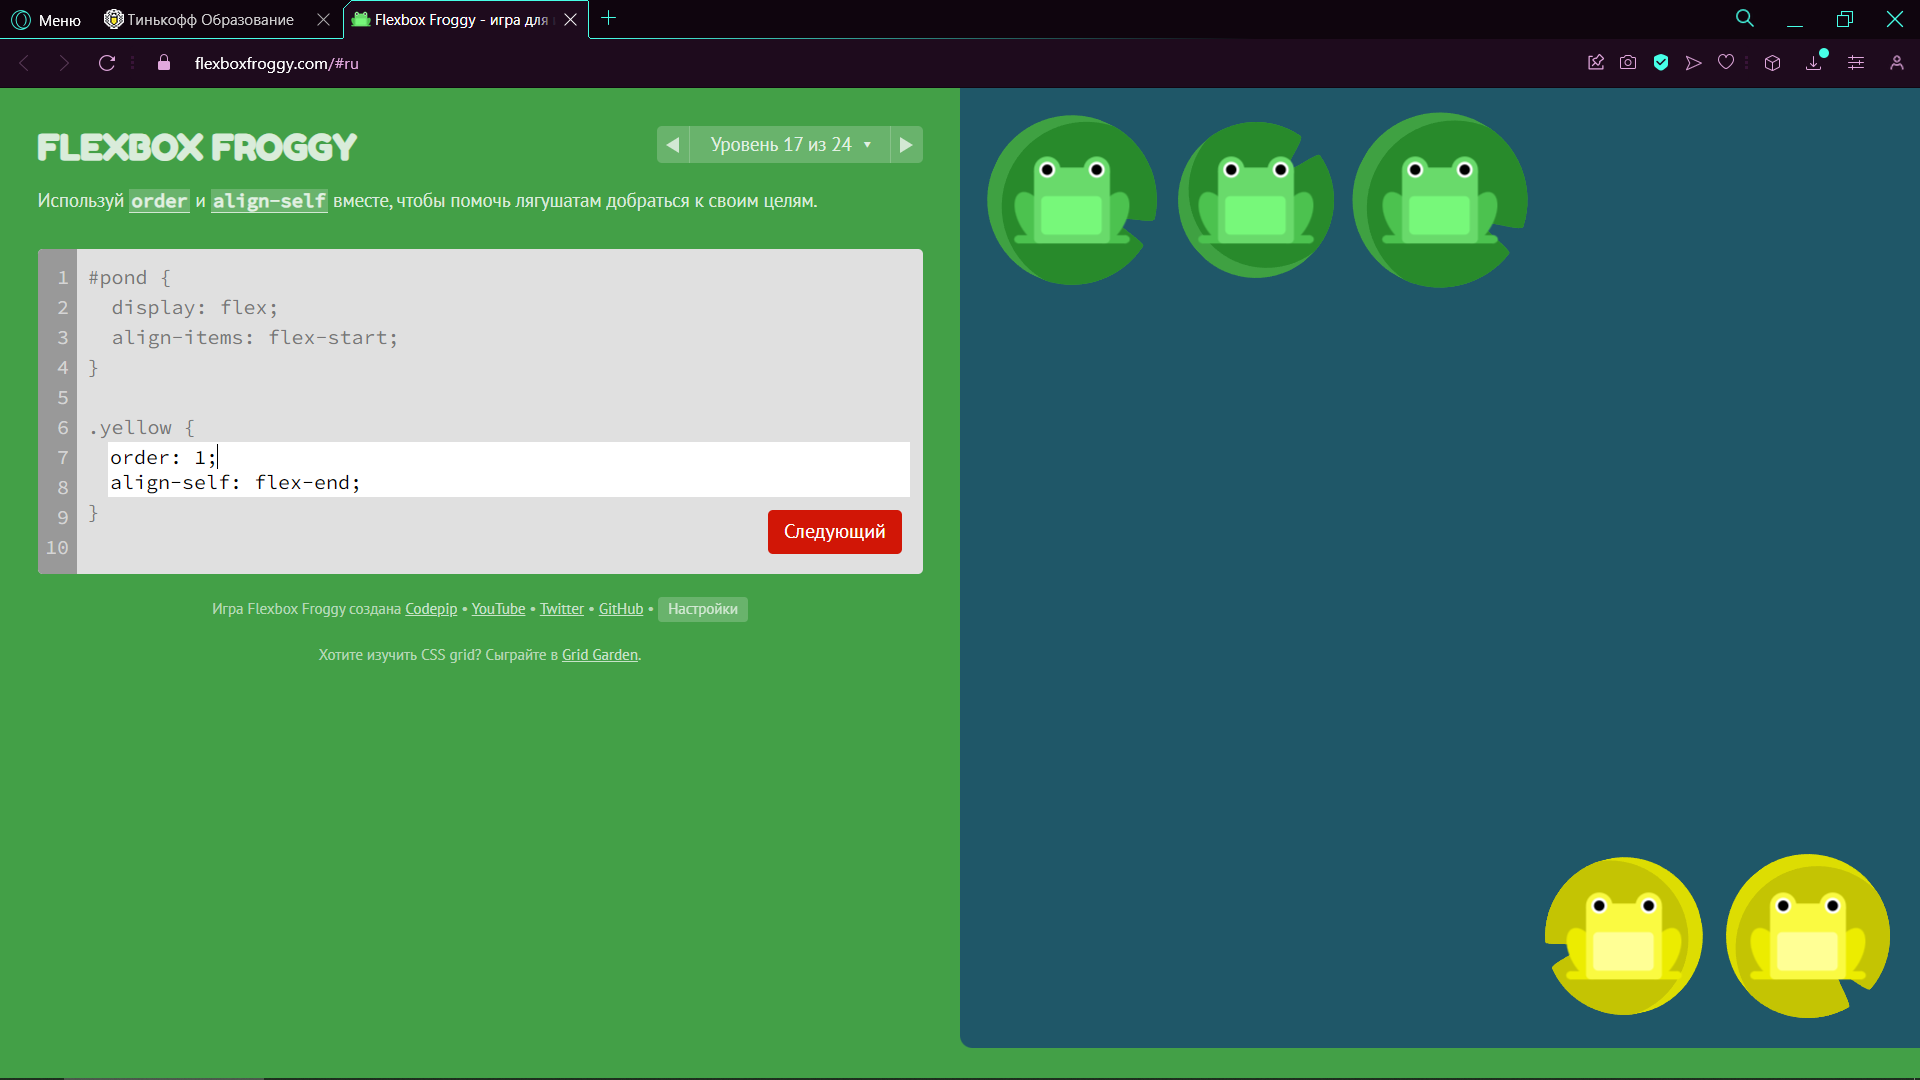 Меню
Тинькофф Образование
Flexbox Froggy - игра для
flexboxfroggy.com/#ru
FLEXBOX FROGGY
Уровень 17 из 24
Используй order и align-self вместе, чтобы помочь лягушатам добраться к своим целям.
1 #pond {
2 display: flex;
3 align-items: flex-start;
4 }
5
6 .yellow {
7 order: 1;
8 align-self: flex-end;
9 }
10
Следующий
Игра Flexbox Froggy создана Codepip • YouTube • Twitter • GitHub • Настройки
Хотите изучить CSS grid? Сыграйте в Grid Garden.